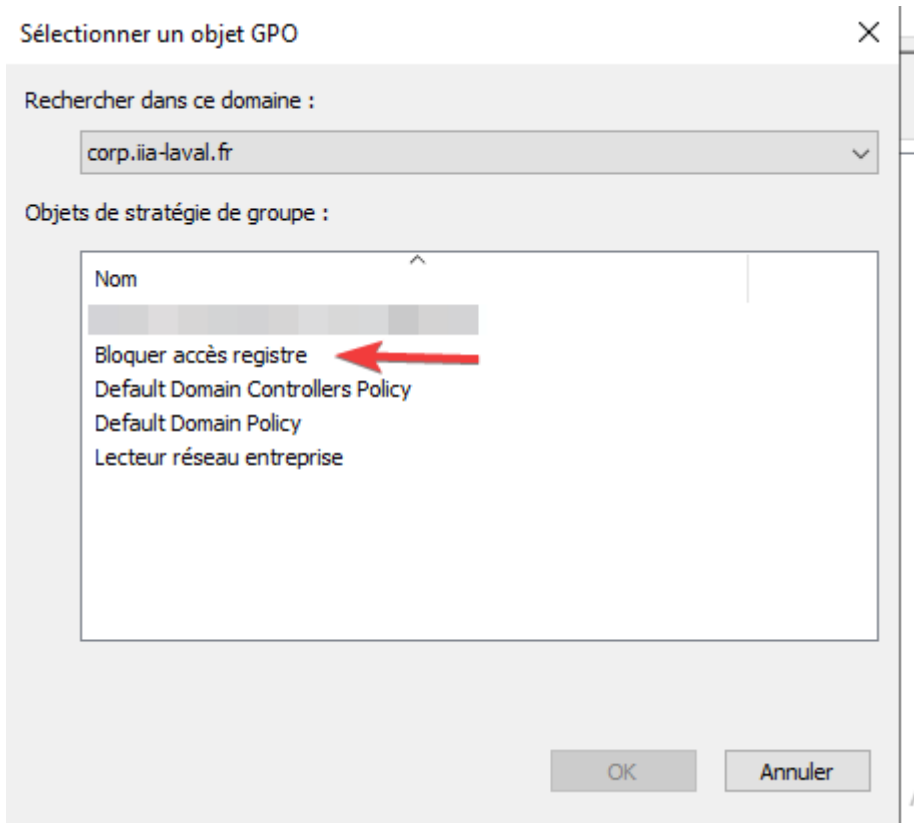 Sélectionner un objet GPO
Rechercher dans ce domaine :
corp.iia-laval.fr
Objets de stratégie de groupe :
Nom
Bloquer accès registre
Default Domain Controllers Policy
Default Domain Policy
Lecteur réseau entreprise
OK
Annuler